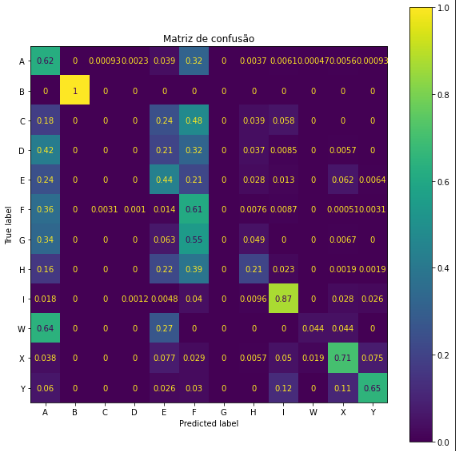 Matriz de confusão
1.0
A 0.62 0 0.00093 0.0023 0.039 0.32 0 0.0037 0.0061 0.00047 0.0056 0.00093
B 0 1 0 0 0 0 0 0 0 0 0 0
C 0.18 0 0 0 0.24 0.48 0 0.039 0.058 0 0 0
0.8
D 0.42 0 0 0 0.21 0.32 0 0.037 0.0085 0 0.0057 0
E 0.24 0 0 0 0.44 0.21 0 0.028 0.013 0 0.062 0.0064
0.6
F 0.36 0 0.0031 0.001 0.014 0.61 0 0.0076 0.0087 0 0.00051 0.0031
True label
G 0.34 0 0 0 0.063 0.55 0 0.049 0 0 0.0067 0
0.4
H 0.16 0 0 0 0.22 0.39 0 0.21 0.023 0 0.0019 0.0019
I 0.018 0 0 0.0012 0.0048 0.04 0 0.0096 0.87 0 0.028 0.026
W 0.64 0 0 0 0.27 0 0 0 0 0.044 0.044 0
0.2
X 0.038 0 0 0 0.077 0.029 0 0.0057 0.05 0.019 0.71 0.075
Y 0.06 0 0 0 0.026 0.03 0 0 0.12 0 0.11 0.65
A B C D E F G H I W X Y
Predicted label
0.0